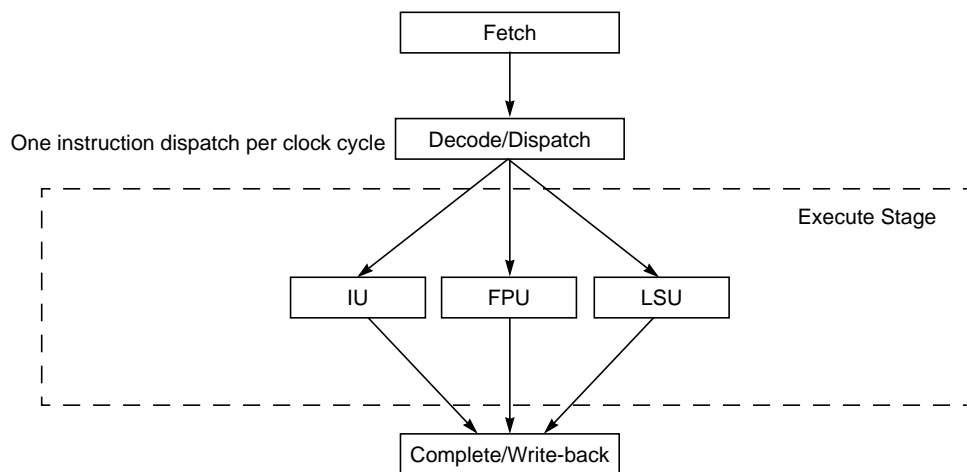 Fetch
One instruction dispatch per clock cycle
Decode/Dispatch
Execute Stage
IU
FPU
LSU
Complete/Write-back